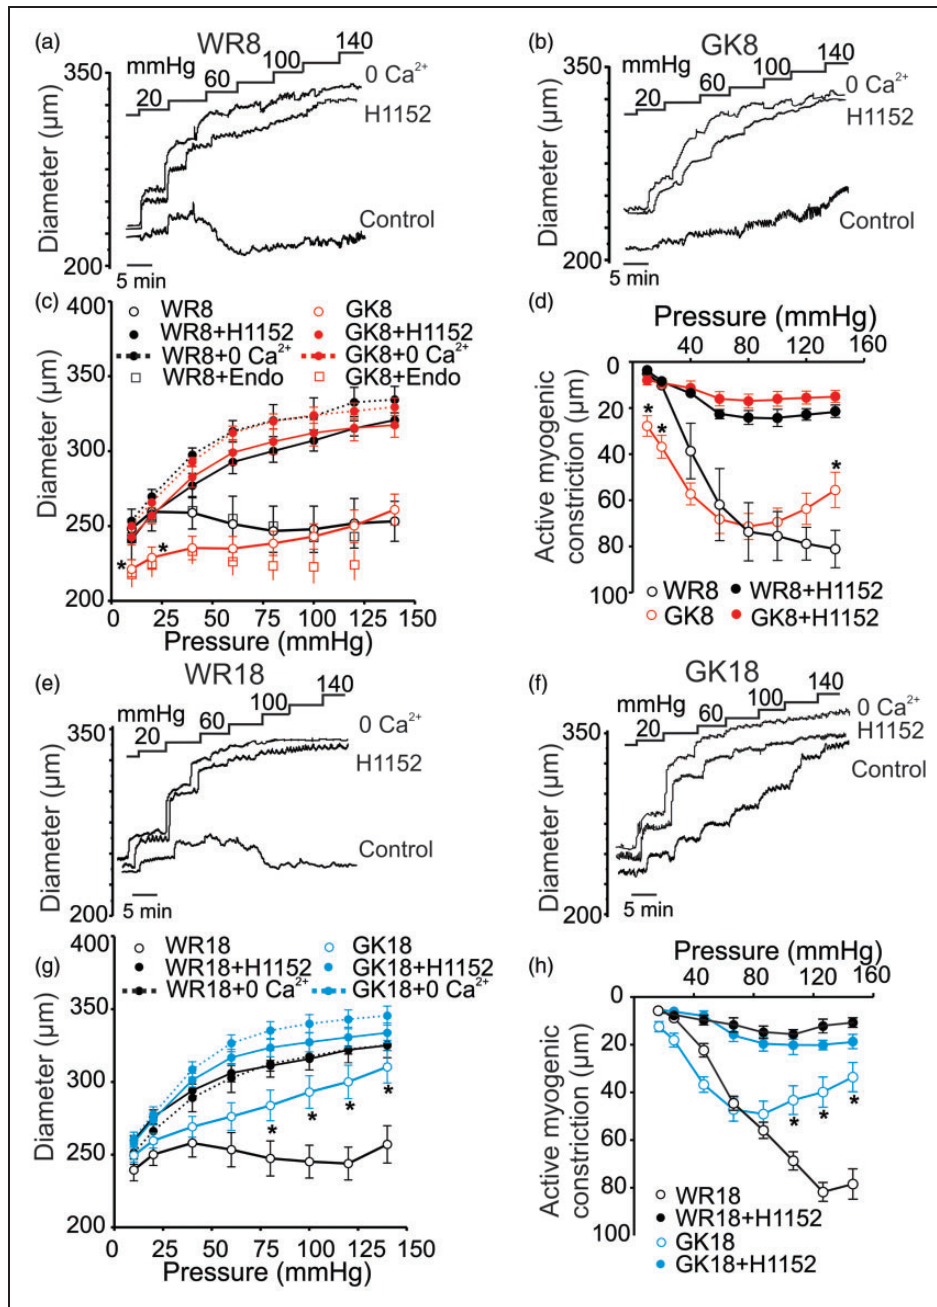 (a)
WR8
mmHg
20
60
100
140
350
0 Ca²⁺
H1152
Control
Diameter (µm)
200
5 min
(b)
GK8
mmHg
20
60
100
140
350
0 Ca²⁺
H1152
Control
Diameter (µm)
200
5 min
(c)
400
350
300
250
200
Diameter (µm)
WR8
GK8
WR8+H1152
GK8+H1152
WR8+0 Ca²⁺
GK8+0 Ca²⁺
WR8+Endo
GK8+Endo
*
*
0 25 50 75 100 125 150
Pressure (mmHg)
(d)
Pressure (mmHg)
40 80 120 160
0
20
40
60
80
100
Active myogenic
constriction (µm)
*
*
*
WR8
WR8+H1152
GK8
GK8+H1152
(e)
WR18
mmHg
20
60
100
140
350
0 Ca²⁺
H1152
Control
Diameter (µm)
200
5 min
(f)
GK18
mmHg
20
60
100
140
350
0 Ca²⁺
H1152
Control
Diameter (µm)
200
5 min
(g)
400
350
300
250
200
Diameter (µm)
WR18
GK18
WR18+H1152
GK18+H1152
WR18+0 Ca²⁺
GK18+0 Ca²⁺
* * * *
0 25 50 75 100 125 150
Pressure (mmHg)
(h)
Pressure (mmHg)
40 80 120 160
0
20
40
60
80
100
Active myogenic
constriction (µm)
* * *
WR18
WR18+H1152
GK18
GK18+H1152